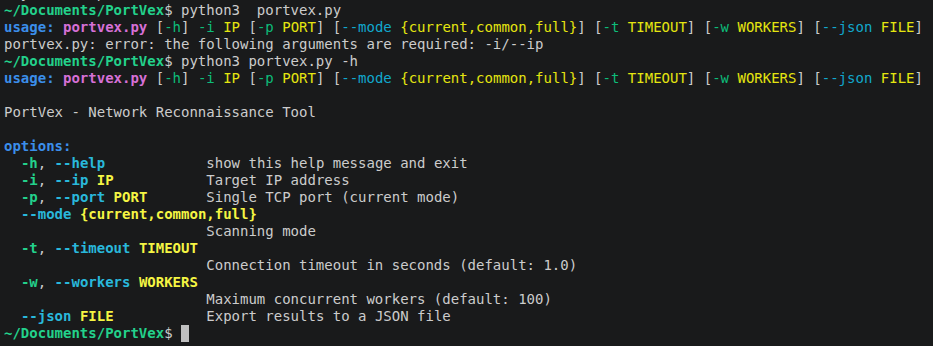 ~/Documents/PortVex$ python3  portvex.py
usage: portvex.py [-h] -i IP [-p PORT] [--mode {current,common,full}] [-t TIMEOUT] [-w WORKERS] [--json FILE]
portvex.py: error: the following arguments are required: -i/--ip
~/Documents/PortVex$ python3 portvex.py -h
usage: portvex.py [-h] -i IP [-p PORT] [--mode {current,common,full}] [-t TIMEOUT] [-w WORKERS] [--json FILE]

PortVex - Network Reconnaissance Tool

options:
  -h, --help            show this help message and exit
  -i, --ip IP           Target IP address
  -p, --port PORT       Single TCP port (current mode)
  --mode {current,common,full}
                        Scanning mode
  -t, --timeout TIMEOUT
                        Connection timeout in seconds (default: 1.0)
  -w, --workers WORKERS
                        Maximum concurrent workers (default: 100)
  --json FILE           Export results to a JSON file
~/Documents/PortVex$